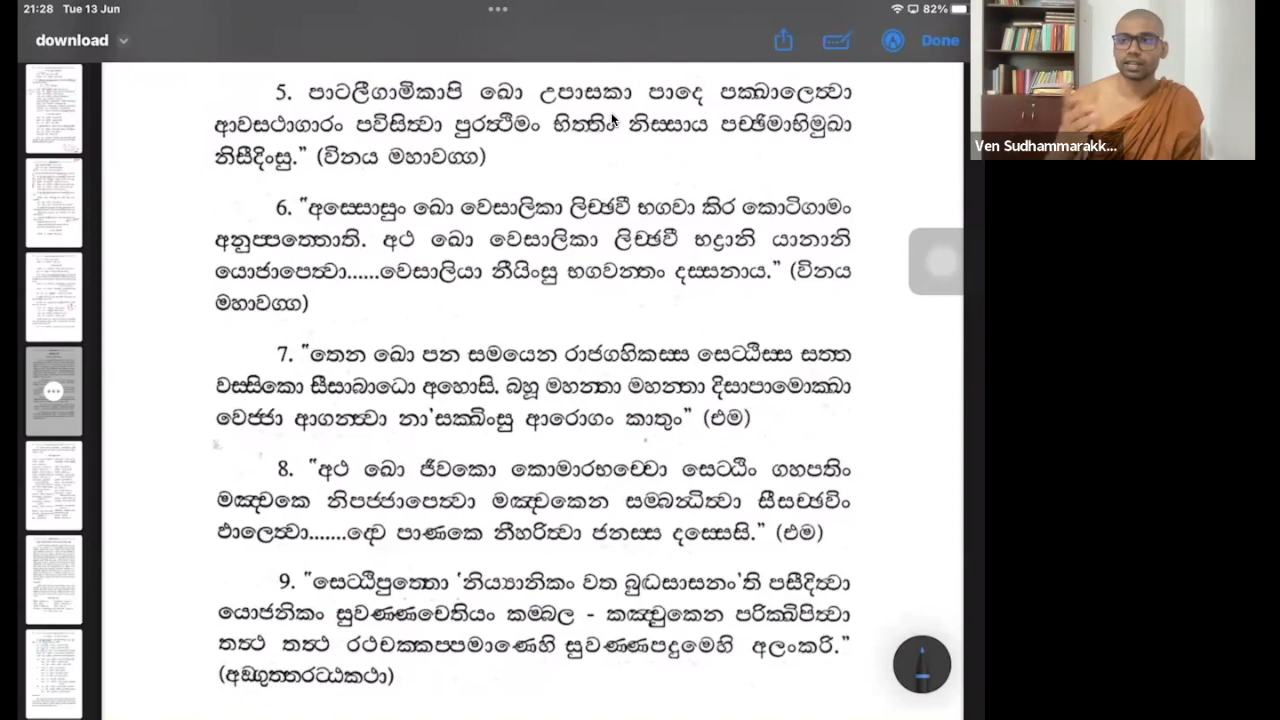 21:28 Tue 13 Jun
82%
download
Done
Ven Sudhammarakk...
5. පාටලිගාමිකාපි ඛො උපාසකා පාදෙ පක්ඛාලෙත්වා
ආවසථාගාරං පවිසිත්වා පුරත්ථිමං භිත්තිං නිස්සාය පච්ඡිමාභිමුඛා
නිසීදිංසු.” (විනය මහාවග්ග)
6. “අස්සොසුං ඛො වෙසාලිකා ලිච්ඡවී භගවා කිර කොටිගාමං
අනුප්පත්තොති. අථ ඛො වෙසාලිකා ලිච්ඡවී භද්‍රානි යානානි
යොජාපෙත්වා......වෙසාලියා නියිංසු භගවන්තං දස්සනාය.” (විනය
මහාවග්ග)
7. “තෙන ඛො පන සමයෙන රාජගහිකස්ස සෙට්ඨිස්ස සත්ත
වස්සිකො සීසාබාධො අහොසි. බහූ මහන්තා මහන්තා දිසාපාමොක්ඛා
වෙජ්ජා ආගන්ත්වා නා'සක්ඛිංසු ආරොගං කාතුං” (එම)
8. “අථ ඛො ජීවකො කොමාරභච්චො සෙට්ඨිං ගහපතිං
මඤ්චකෙ නිපජ්ජාපෙත්වා මඤ්චකෙ සම්බන්ධිත්වා සීසච්ඡවිං
ඵාලෙත්වා.......ද්වෙ පාණකෙ නීහරිත්වා ජනස්ස දස්සෙසි.” (එම)
9. “සෙට්ඨිපුත්තො 'නීය්‍යානිකං වත බුද්ධසාසනං'ති පසීදිත්වා
යොජනිකං සුවණ්ණචෙතියං කම්බල - කඤ්චුකෙන පරික්ඛිපිත්වා
තත්ථ තත්ථ රථචක්කප්පමාණෙහි සුවණ්ණපදුමෙහි අලංකරි.”
(අඞ්ගුත්තරට්ඨකථා)